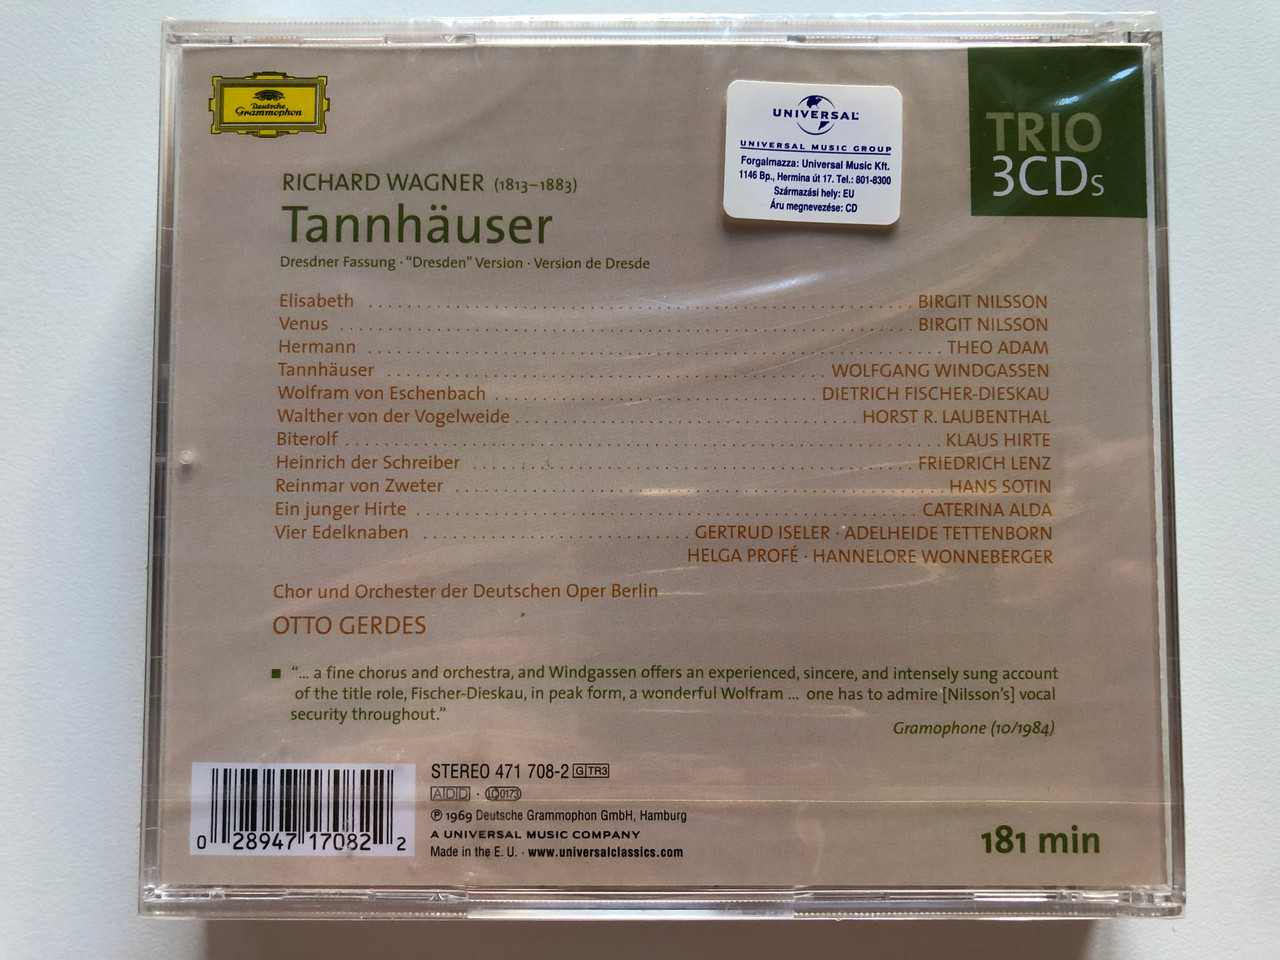 Deutsche
Grammophon
UNIVERSAL
UNIVERSAL MUSIC GROUP
Forgalmazza: Universal Music Kft.
1146 Bp., Hermina út 17. Tel.: 801-8300
Származási hely: EU
Áru megnevezése: CD
TRIO
3CDs
RICHARD WAGNER (1813–1883)
Tannhäuser
Dresdner Fassung · “Dresden” Version · Version de Dresde
Elisabeth BIRGIT NILSSON
Venus BIRGIT NILSSON
Hermann THEO ADAM
Tannhäuser WOLFGANG WINDGASSEN
Wolfram von Eschenbach DIETRICH FISCHER-DIESKAU
Walther von der Vogelweide HORST R. LAUBENTHAL
Biterolf KLAUS HIRTE
Heinrich der Schreiber FRIEDRICH LENZ
Reinmar von Zweter HANS SOTIN
Ein junger Hirte CATERINA ALDA
Vier Edelknaben GERTRUD ISELER · ADELHEIDE TETTENBORN
HELGA PROFÉ · HANNELORE WONNEBERGER
Chor und Orchester der Deutschen Oper Berlin
OTTO GERDES
“... a fine chorus and orchestra, and Windgassen offers an experienced, sincere, and intensely sung account
of the title role, Fischer-Dieskau, in peak form, a wonderful Wolfram ... one has to admire [Nilsson’s] vocal
security throughout.”
Gramophone (10/1984)
STEREO 471 708-2 G TR3
ADD · LC 0173
℗ 1969 Deutsche Grammophon GmbH, Hamburg
A UNIVERSAL MUSIC COMPANY
Made in the E. U. · www.universalclassics.com
0 28947 17082 2
181 min